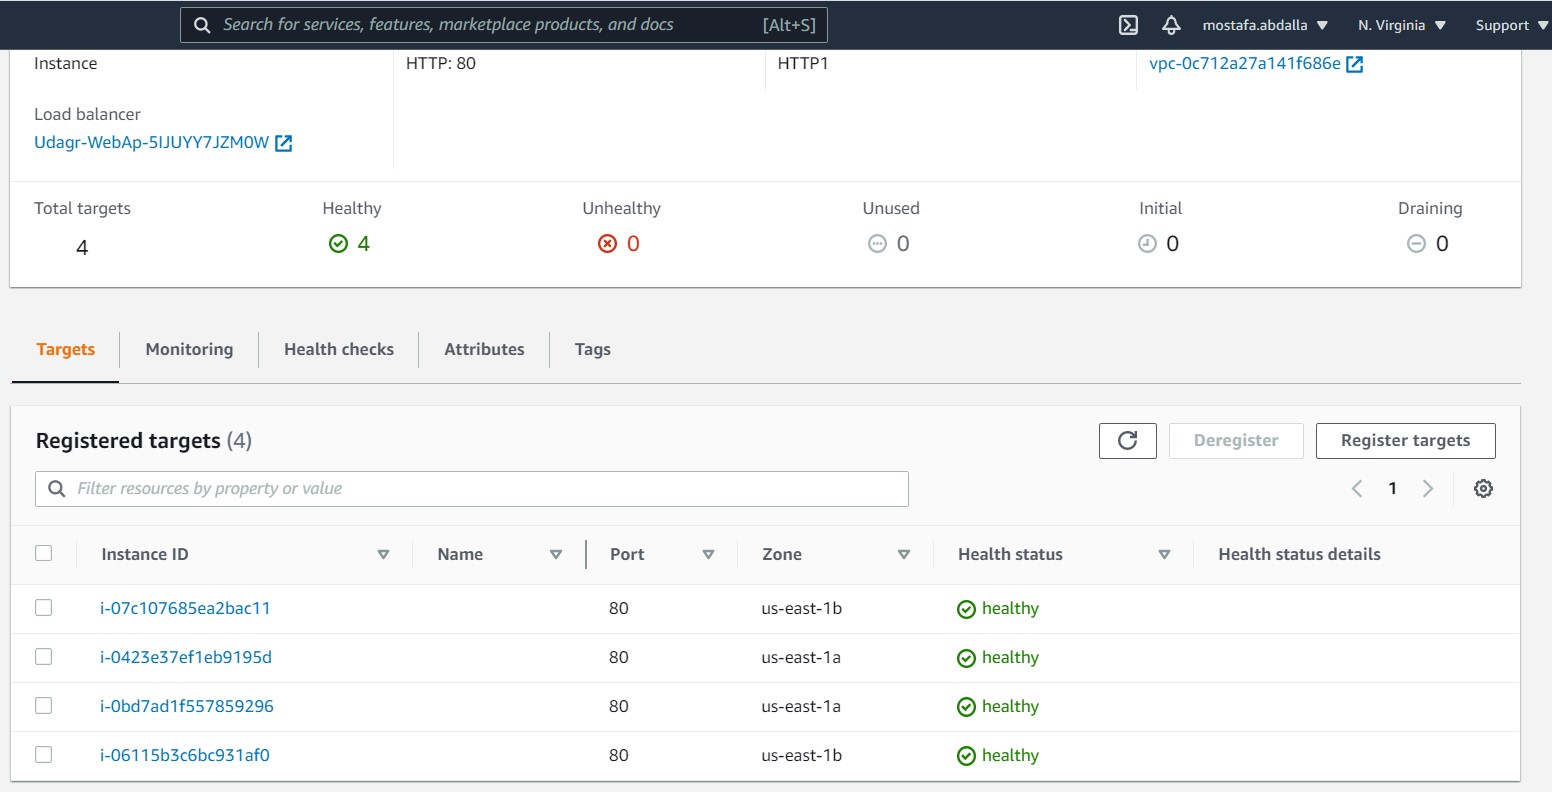 Search for services, features, marketplace products, and docs [Alt+S] mostafa.abdalla N. Virginia Support
Instance HTTP: 80 HTTP1 vpc-0c712a27a141f686e
Load balancer
Udagr-WebAp-5IJUYY7JZM0W
Total targets Healthy Unhealthy Unused Initial Draining
4 4 0 0 0 0
Targets Monitoring Health checks Attributes Tags
Registered targets (4) Deregister Register targets
Filter resources by property or value 1
Instance ID Name Port Zone Health status Health status details
i-07c107685ea2bac11 80 us-east-1b healthy
i-0423e37ef1eb9195d 80 us-east-1a healthy
i-0bd7ad1f557859296 80 us-east-1a healthy
i-06115b3c6bc931af0 80 us-east-1b healthy